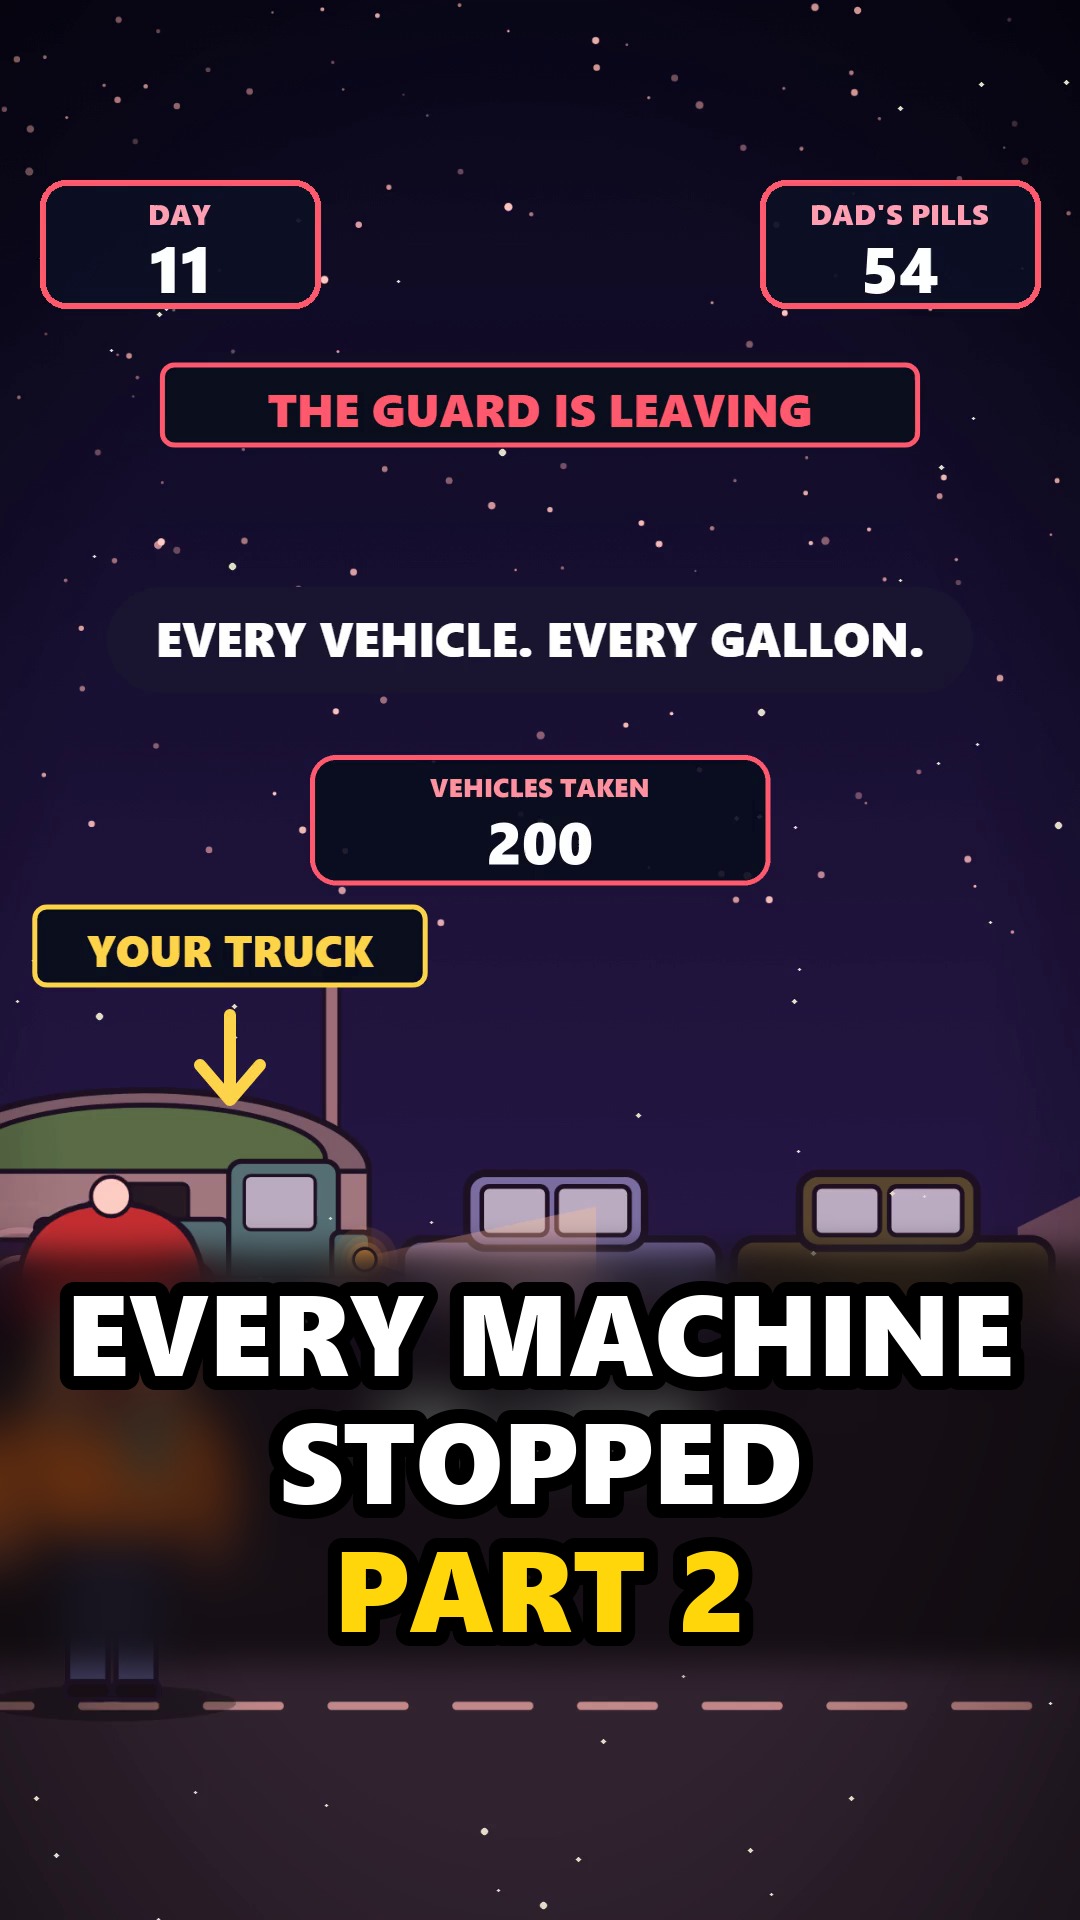 DAY
11
DAD'S PILLS
54
THE GUARD IS LEAVING
EVERY VEHICLE. EVERY GALLON.
VEHICLES TAKEN
200
YOUR TRUCK
EVERY MACHINE
STOPPED
PART 2